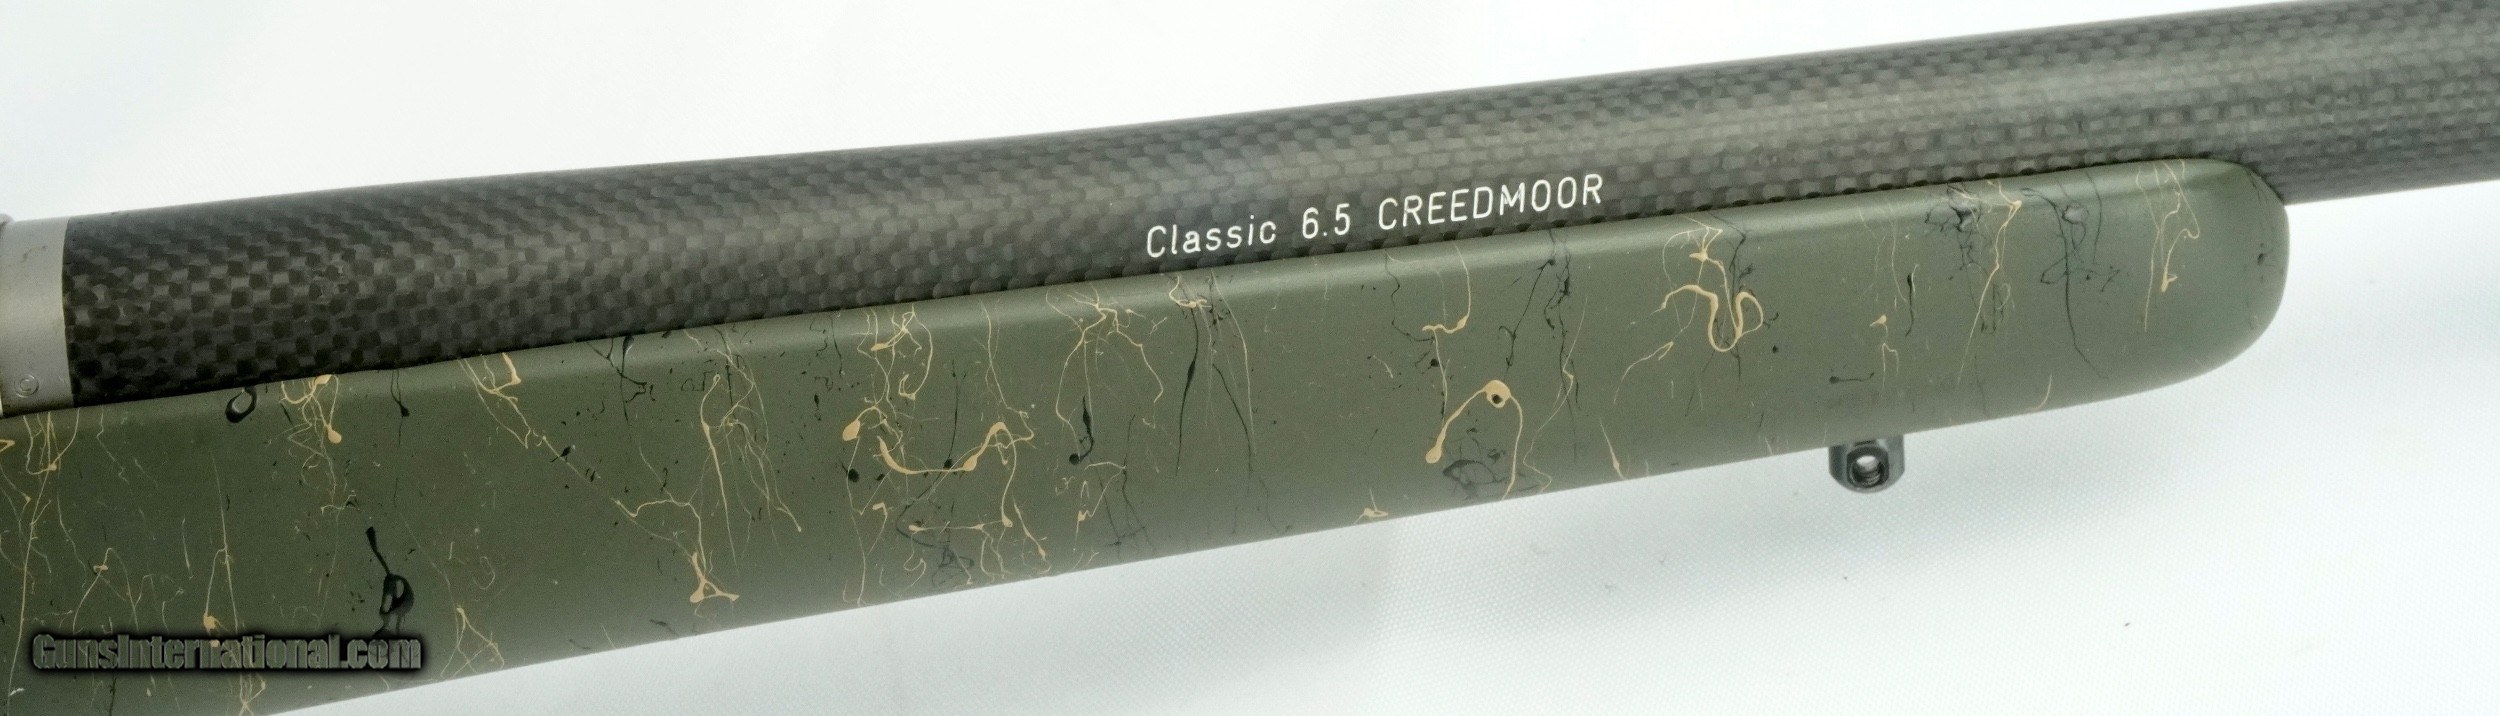 Classic 6.5 CREEDMOOR
GunsInternational.com